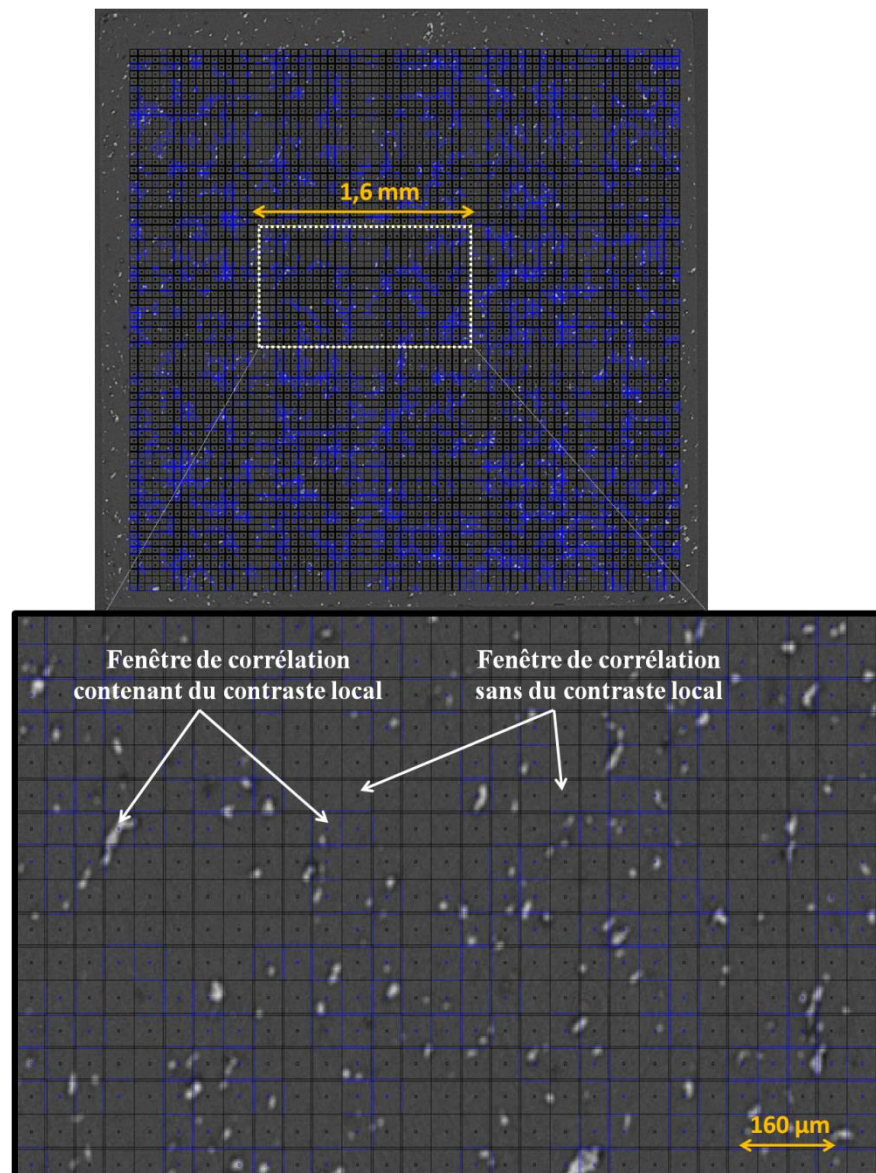 1,6 mm
Fenêtre de corrélation
contenant du contraste local
Fenêtre de corrélation
sans du contraste local
160 µm